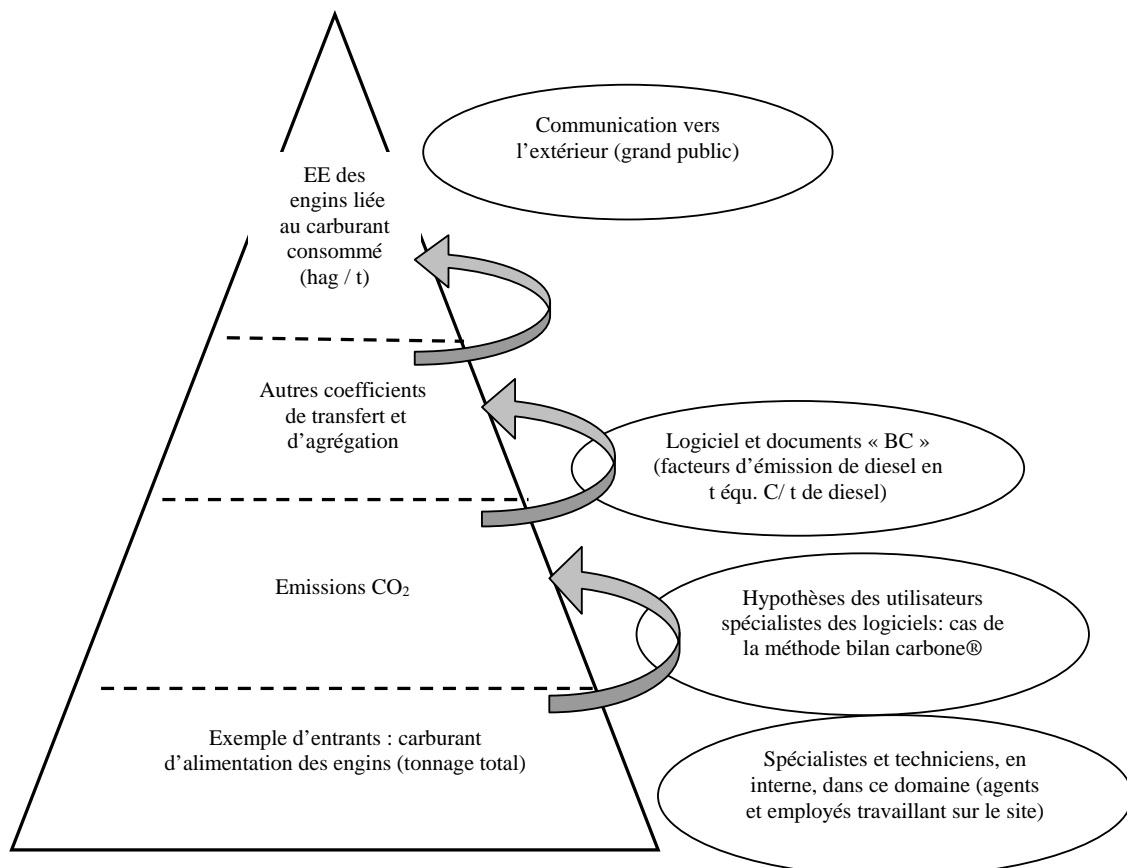 Communication vers
l'extérieur (grand public)
EE des
engins liée
au carburant
consommé
(hag / t)
Autres coefficients
de transfert et
d'agrégation
Logiciel et documents « BC »
(facteurs d'émission de diesel en
t équ. C/ t de diesel)
Emissions CO₂
Hypothèses des utilisateurs
spécialistes des logiciels: cas de
la méthode bilan carbone®
Exemple d'entrants : carburant
d'alimentation des engins (tonnage total)
Spécialistes et techniciens, en
interne, dans ce domaine (agents
et employés travaillant sur le site)